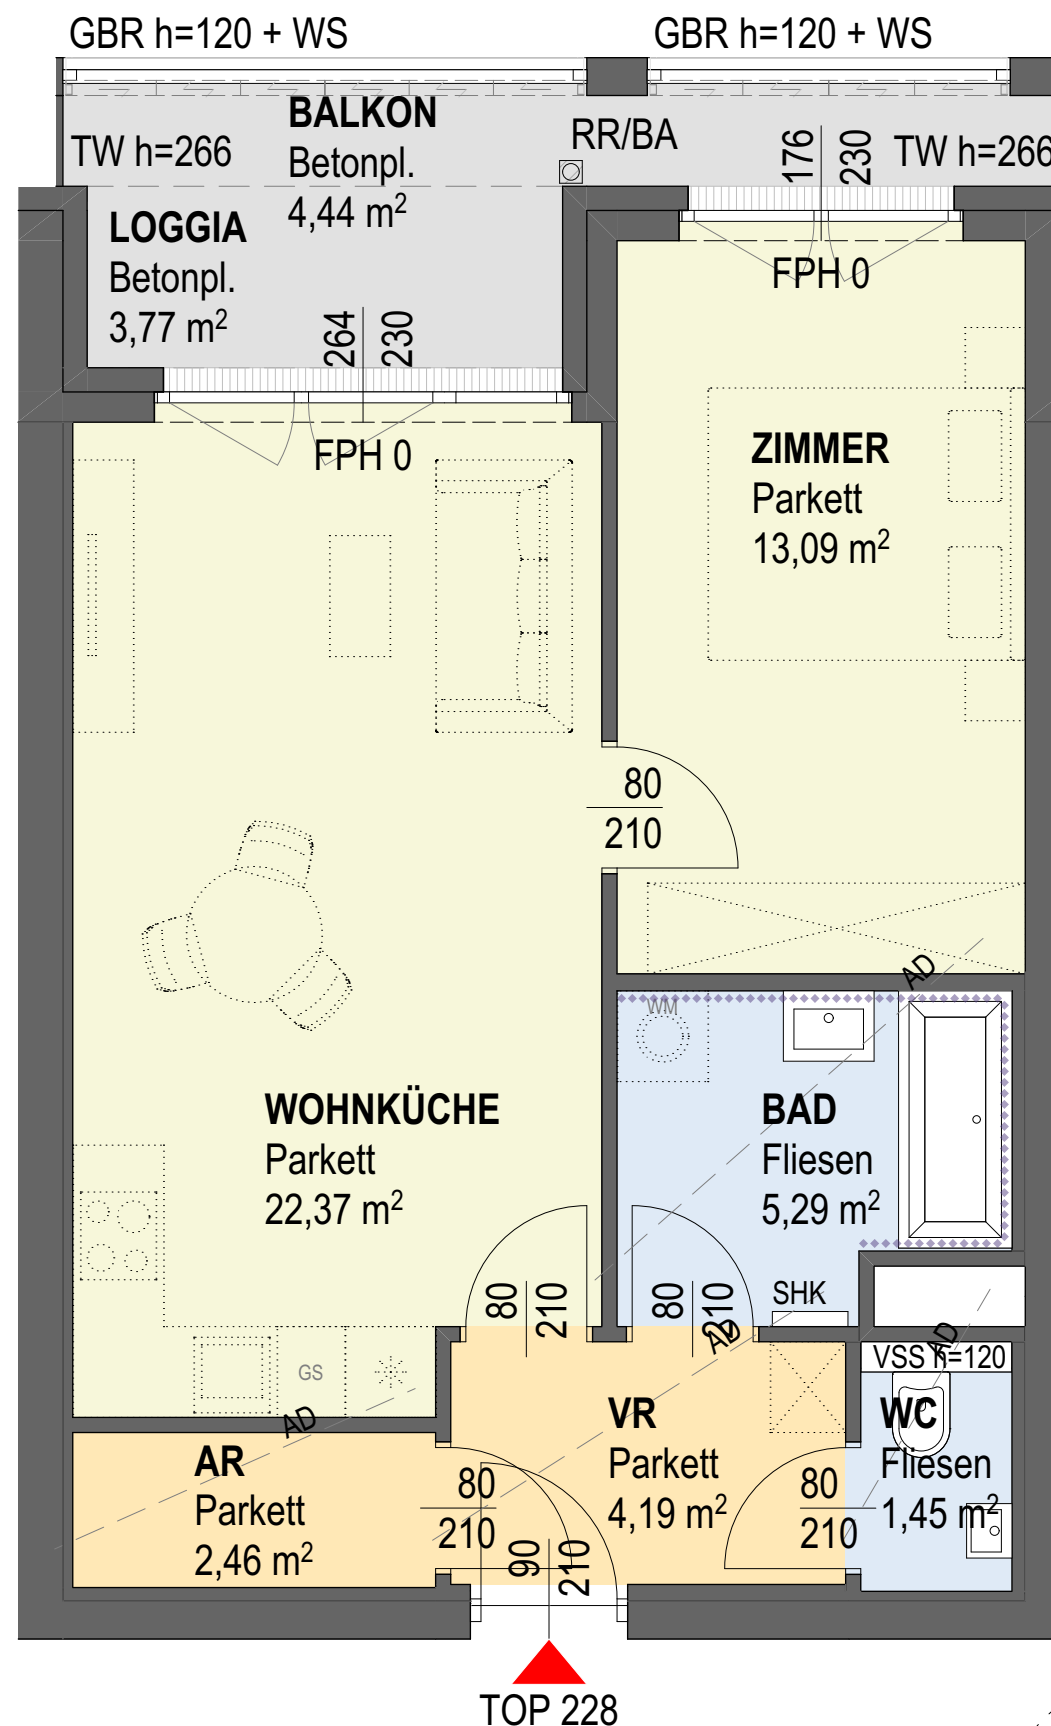 GBR h=120 + WS
GBR h=120 + WS
BALKON
Betonpl.
4,44 m²
TW h=266
RR/BA
176
230
TW h=266
LOGGIA
Betonpl.
3,77 m²
264
230
FPH 0
FPH 0
ZIMMER
Parkett
13,09 m²
80
210
AD
WM
WOHNKÜCHE
Parkett
22,37 m²
BAD
Fliesen
5,29 m²
80
210
80
210
SHK
AD
AD
VSS h=120
GS
AD
VR
Parkett
4,19 m²
WC
Fliesen
1,45 m²
AR
Parkett
2,46 m²
80
210
80
210
90
210
TOP 228